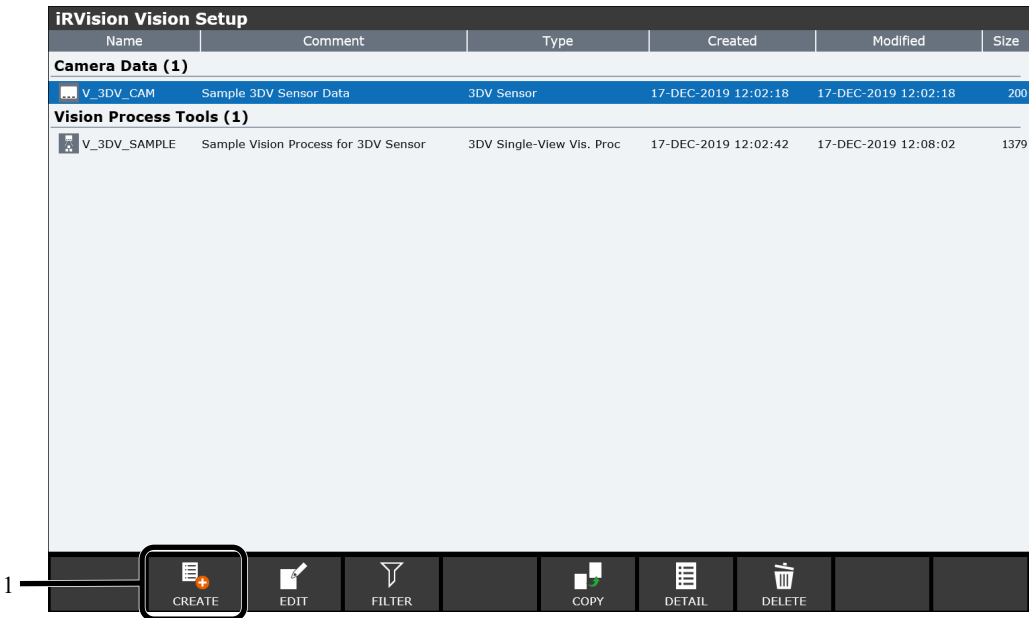 iRVision Vision Setup
Name Comment Type Created Modified Size
Camera Data (1)
V_3DV_CAM Sample 3DV Sensor Data 3DV Sensor 17-DEC-2019 12:02:18 17-DEC-2019 12:02:18 200
Vision Process Tools (1)
V_3DV_SAMPLE Sample Vision Process for 3DV Sensor 3DV Single-View Vis. Proc 17-DEC-2019 12:02:42 17-DEC-2019 12:08:02 1379
1
CREATE EDIT FILTER COPY DETAIL DELETE